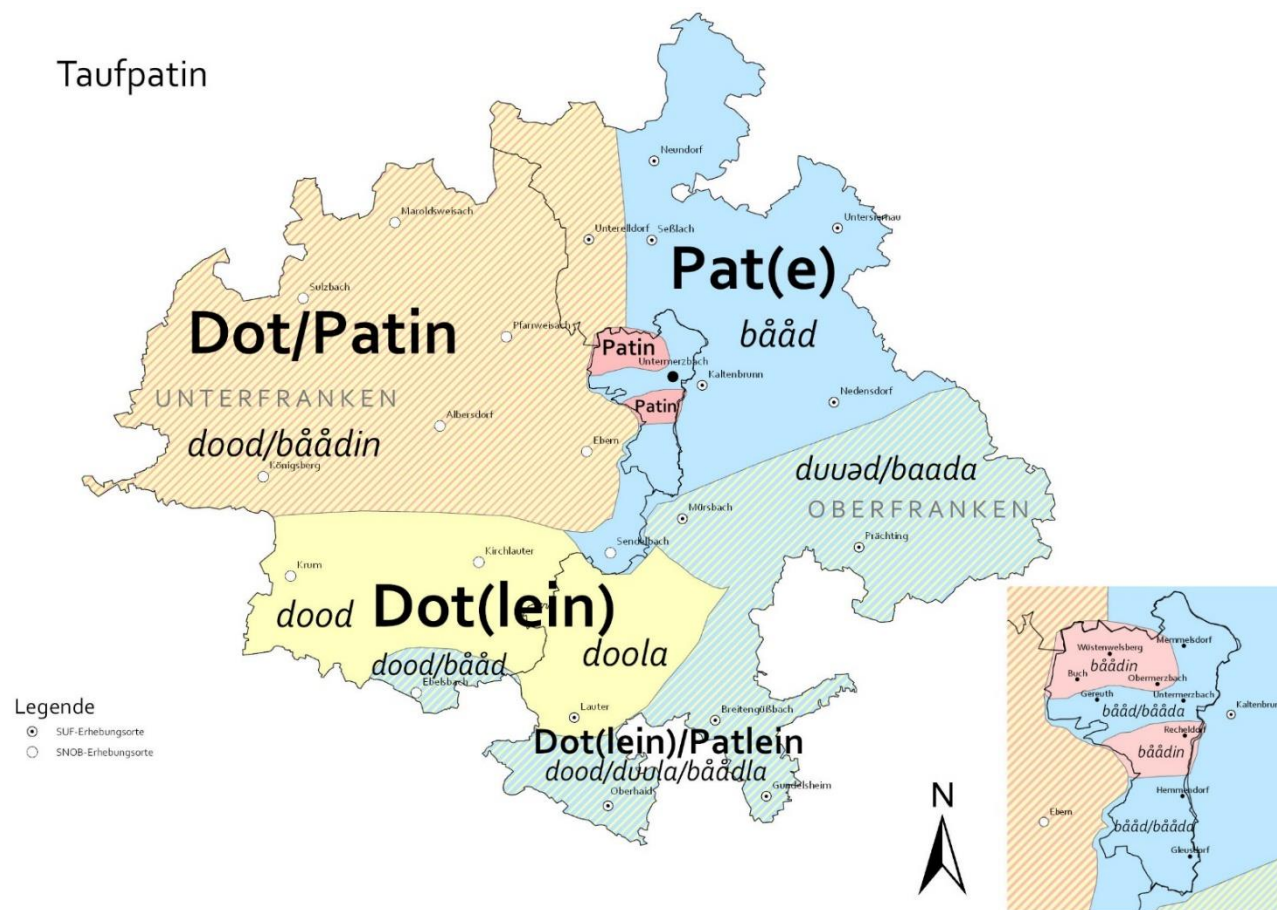 Taufpatin
Neundorf
Maroldsweisach
Untersiemau
Unterelldorf
Seßlach
Pat(e)
bååd
Sulzbach
Dot/Patin
Pfarrweisach
Patin
Untermerzbach
Kaltenbrunn
UNTERFRANKEN
Patin
Nedensdorf
Albersdorf
dood/båådin
Ebern
Königsberg
duuəd/baada
OBERFRANKEN
Mürsbach
Prächting
Sendelbach
Kirchlauter
Krum
dood
Dot(lein)
doola
dood/bååd
Ebelsbach
Lauter
Breitengüßbach
Dot(lein)/Patlein
dood/duula/båådla
Oberhaid
Gundelsheim
Legende
SUF-Erhebungsorte
SNOB-Erhebungsorte
N
Memmelsdorf
Wüstenwelsberg
båådin
Buch
Obermerzbach
Gereuth
Untermerzbach
bååd/bååda
Kaltenbrun
Recheldorf
båådin
Hemmendorf
Ebern
bååd/bååda
Gleusdorf